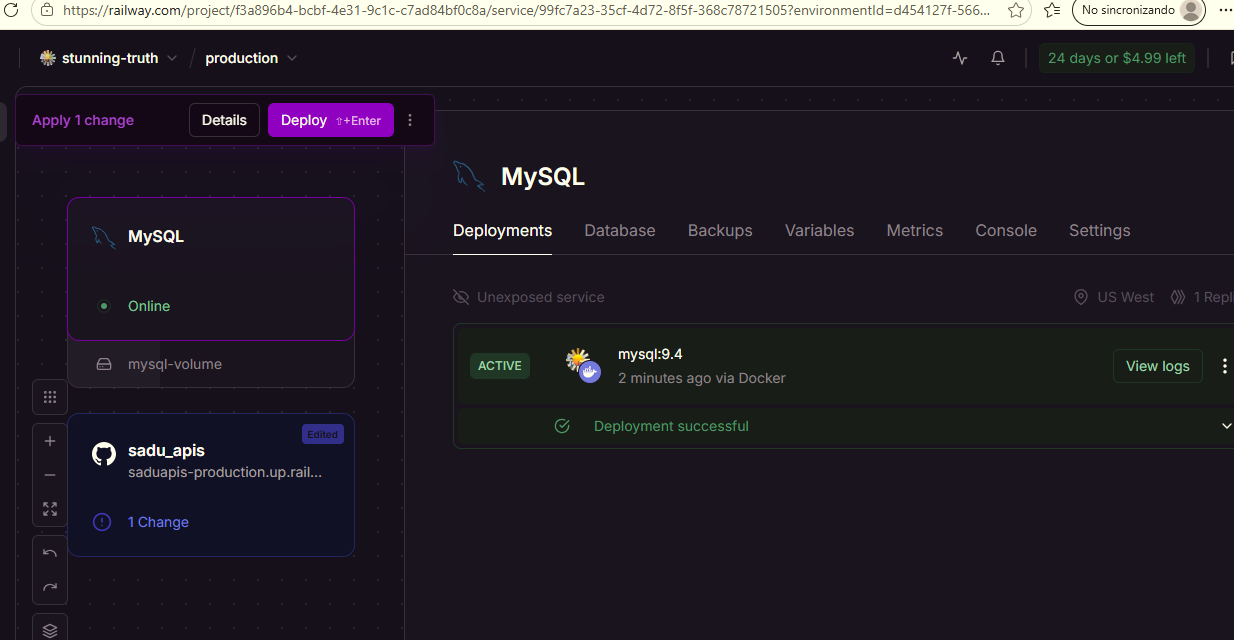 https://railway.com/project/f3a896b4-bcbf-4e31-9c1c-c7ad84bf0c8a/service/99fc7a23-35cf-4d72-8f5f-368c78721505?environmentId=d454127f-566...
No sincronizando
stunning-truth / production
24 days or $4.99 left
Apply 1 change
Details
Deploy ⇧+Enter
MySQL
Online
mysql-volume
Edited
sadu_apis
saduapis-production.up.rail...
1 Change
MySQL
Deployments Database Backups Variables Metrics Console Settings
Unexposed service
US West
1 Repli
ACTIVE
mysql:9.4
2 minutes ago via Docker
View logs
Deployment successful